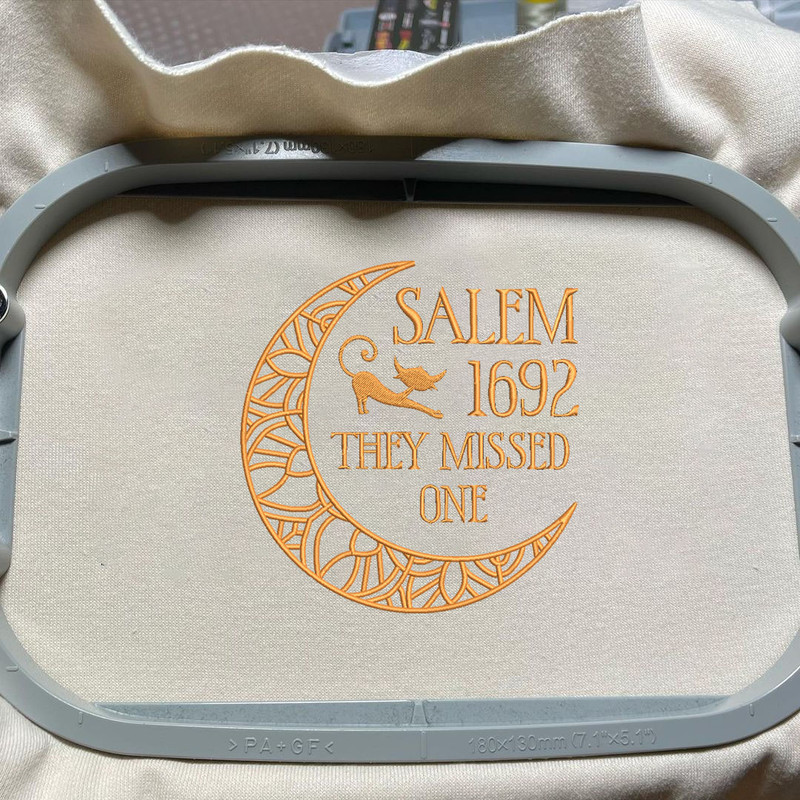 SALEM
1692
THEY MISSED
ONE
>PA+GF<
180x130mm (7.1"x5.1")